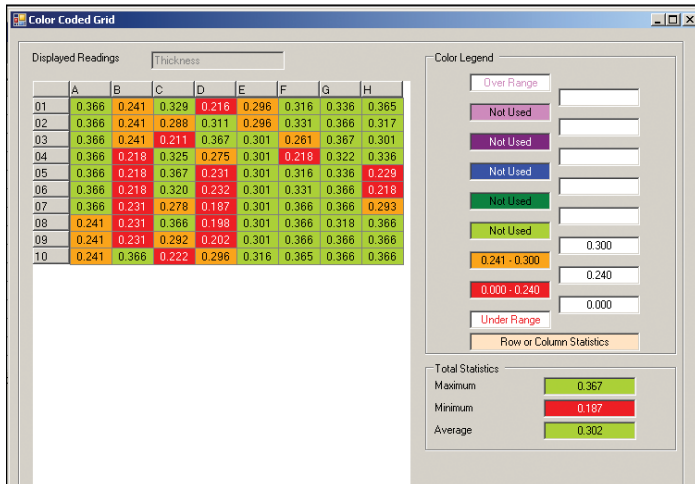 Color Coded Grid
Displayed Readings Thickness
A B C D E F G H
01 0.366 0.241 0.329 0.216 0.296 0.316 0.336 0.365
02 0.366 0.241 0.288 0.311 0.296 0.331 0.366 0.317
03 0.366 0.241 0.211 0.367 0.301 0.261 0.367 0.301
04 0.366 0.218 0.325 0.275 0.301 0.218 0.322 0.336
05 0.366 0.218 0.367 0.231 0.301 0.316 0.336 0.229
06 0.366 0.218 0.320 0.232 0.301 0.331 0.366 0.218
07 0.366 0.231 0.278 0.187 0.301 0.366 0.366 0.293
08 0.241 0.231 0.366 0.198 0.301 0.366 0.318 0.366
09 0.241 0.231 0.292 0.202 0.301 0.366 0.366 0.366
10 0.241 0.366 0.222 0.296 0.316 0.365 0.366 0.366
Color Legend
Over Range
Not Used
Not Used
Not Used
Not Used
Not Used
0.300
0.241 - 0.300
0.240
0.000 - 0.240
0.000
Under Range
Row or Column Statistics
Total Statistics
Maximum 0.367
Minimum 0.187
Average 0.302